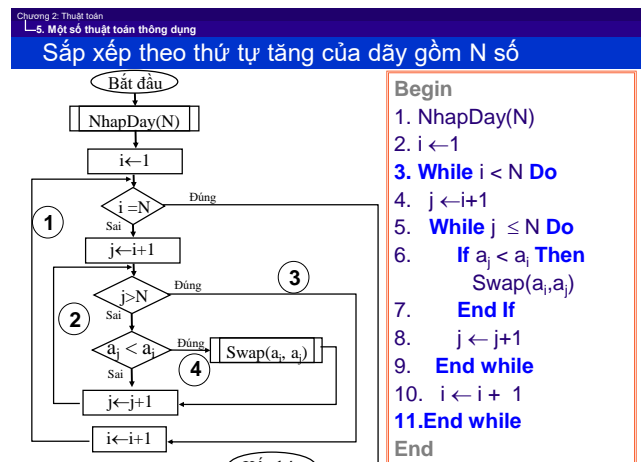 Chương 2: Thuật toán
5. Một số thuật toán thông dụng
Sắp xếp theo thứ tự tăng của dãy gồm N số
Bắt đầu
NhapDay(N)
i←1
i =N
Đúng
Sai
1
j←i+1
j>N
Đúng
3
Sai
2
aj < ai
Đúng
Swap(ai, aj)
4
Sai
j←j+1
i←i+1
Begin
1. NhapDay(N)
2. i ←1
3. While i < N Do
4. j ←i+1
5. While j ≤ N Do
6. If aj < ai Then
Swap(ai,aj)
7. End If
8. j ← j+1
9. End while
10. i ← i + 1
11.End while
End